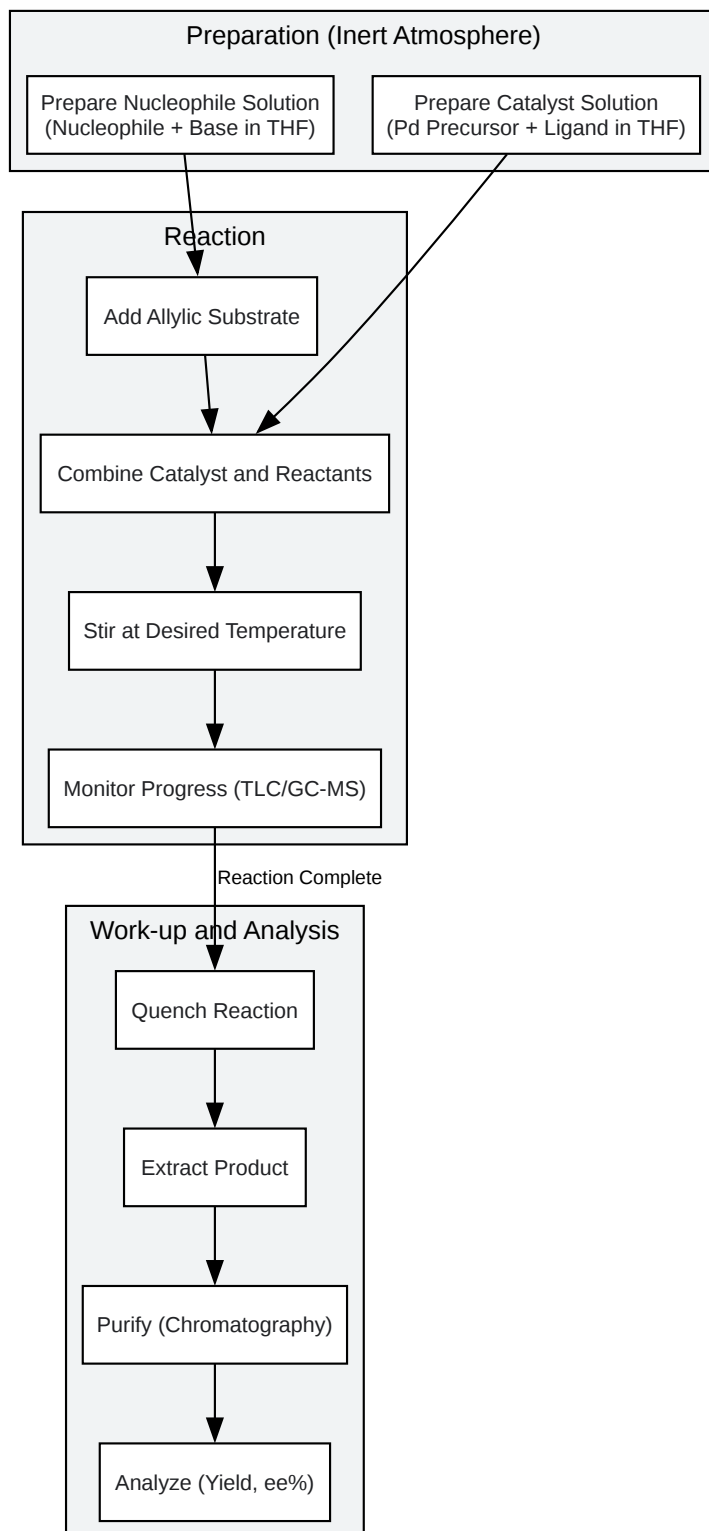 Preparation (Inert Atmosphere)
Prepare Nucleophile Solution
(Nucleophile + Base in THF)
Prepare Catalyst Solution
(Pd Precursor + Ligand in THF)
Reaction
Add Allylic Substrate
Combine Catalyst and Reactants
Stir at Desired Temperature
Monitor Progress (TLC/GC-MS)
Reaction Complete
Work-up and Analysis
Quench Reaction
Extract Product
Purify (Chromatography)
Analyze (Yield, ee%)